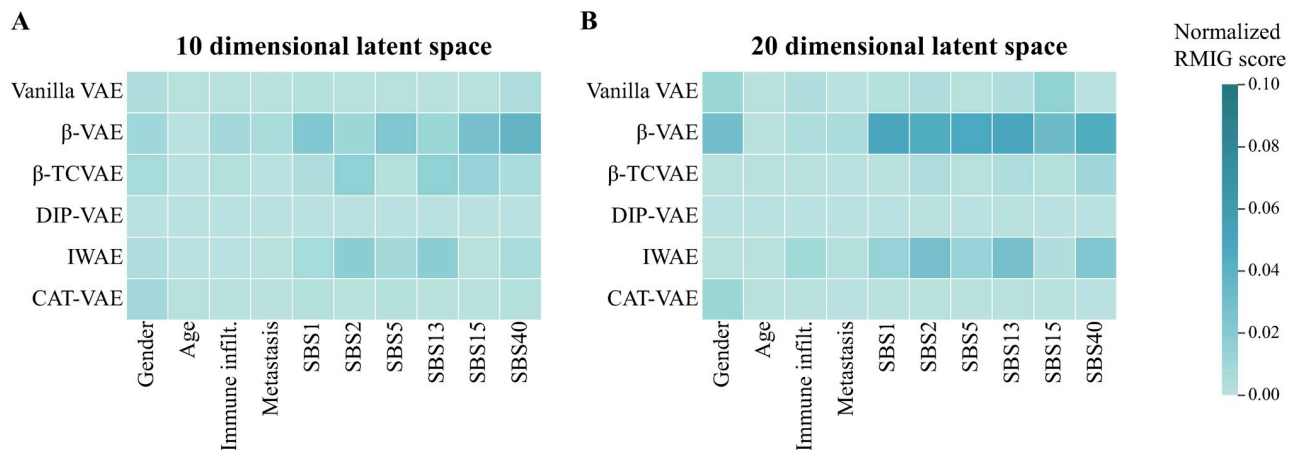 A
10 dimensional latent space
Vanilla VAE
β-VAE
β-TCVAE
DIP-VAE
IWAE
CAT-VAE
Gender
Age
Immune infilt.
Metastasis
SBS1
SBS2
SBS5
SBS13
SBS15
SBS40
B
20 dimensional latent space
Vanilla VAE
β-VAE
β-TCVAE
DIP-VAE
IWAE
CAT-VAE
Gender
Age
Immune infilt.
Metastasis
SBS1
SBS2
SBS5
SBS13
SBS15
SBS40
Normalized
RMIG score
0.10
0.08
0.06
0.04
0.02
0.00